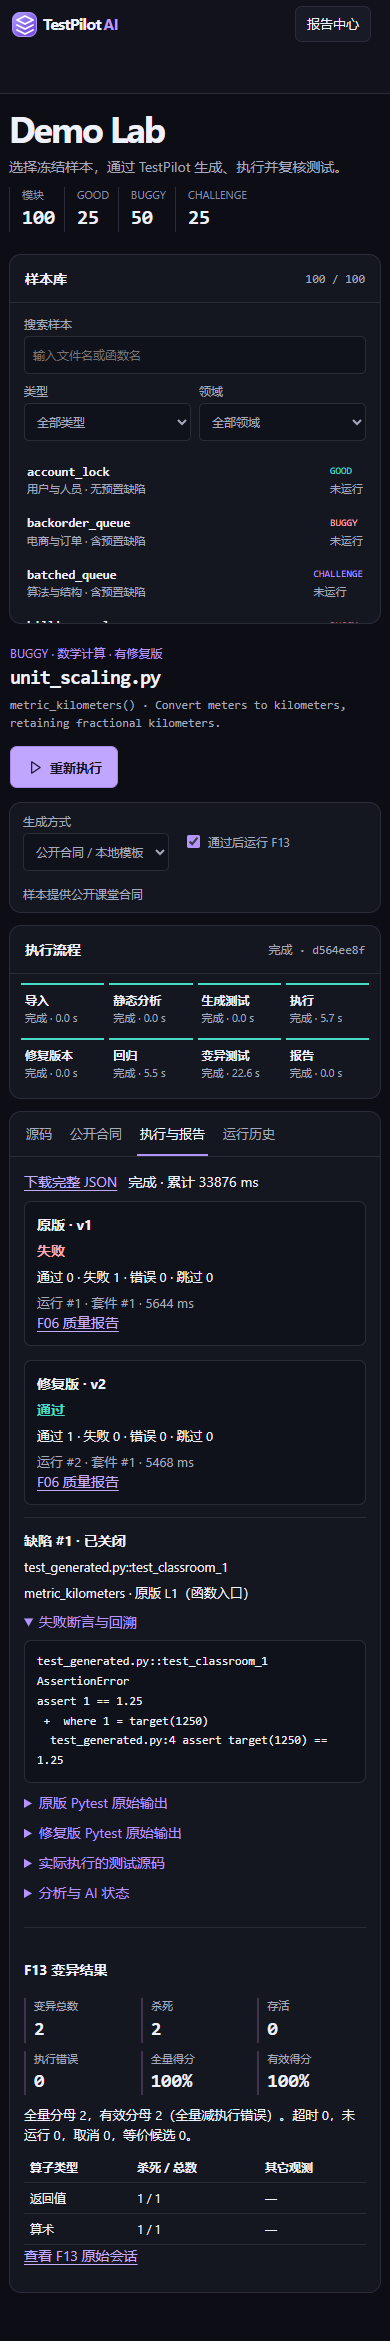 TestPilot AI
报告中心
Demo Lab
选择冻结样本，通过 TestPilot 生成、执行并复核测试。
模块 GOOD BUGGY CHALLENGE
100 25 50 25
样本库 100 / 100
搜索样本
输入文件名或函数名
类型 领域
全部类型 全部领域
account_lock GOOD
用户与人员 · 无预置缺陷 未运行
backorder_queue BUGGY
电商与订单 · 含预置缺陷 未运行
batched_queue CHALLENGE
算法与结构 · 含预置缺陷 未运行
BUGGY · 数学计算 · 有修复版
unit_scaling.py
metric_kilometers() · Convert meters to kilometers,
retaining fractional kilometers.
重新执行
生成方式
公开合同 / 本地模板 通过后运行 F13
样本提供公开课堂合同
执行流程 完成 · d564ee8f
导入 静态分析 生成测试 执行
完成 · 0.0 s 完成 · 0.0 s 完成 · 0.0 s 完成 · 5.7 s
修复版本 回归 变异测试 报告
完成 · 0.0 s 完成 · 5.5 s 完成 · 22.6 s 完成 · 0.0 s
源码 公开合同 执行与报告 运行历史
下载完整 JSON 完成 · 累计 33876 ms
原版 · v1
失败
通过 0 · 失败 1 · 错误 0 · 跳过 0
运行 #1 · 套件 #1 · 5644 ms
F06 质量报告
修复版 · v2
通过
通过 1 · 失败 0 · 错误 0 · 跳过 0
运行 #2 · 套件 #1 · 5468 ms
F06 质量报告
缺陷 #1 · 已关闭
test_generated.py::test_classroom_1
metric_kilometers · 原版 L1（函数入口）
▼ 失败断言与回溯
test_generated.py::test_classroom_1
AssertionError
assert 1 == 1.25
+ where 1 = target(1250)
test_generated.py:4 assert target(1250) ==
1.25
▶ 原版 Pytest 原始输出
▶ 修复版 Pytest 原始输出
▶ 实际执行的测试源码
▶ 分析与 AI 状态
F13 变异结果
变异总数 杀死 存活
2 2 0
执行错误 全量得分 有效得分
0 100% 100%
全量分母 2，有效分母 2（全量减执行错误）。超时 0，未
运行 0，取消 0，等价候选 0。
算子类型 杀死 / 总数 其它观测
返回值 1 / 1 —
算术 1 / 1 —
查看 F13 原始会话